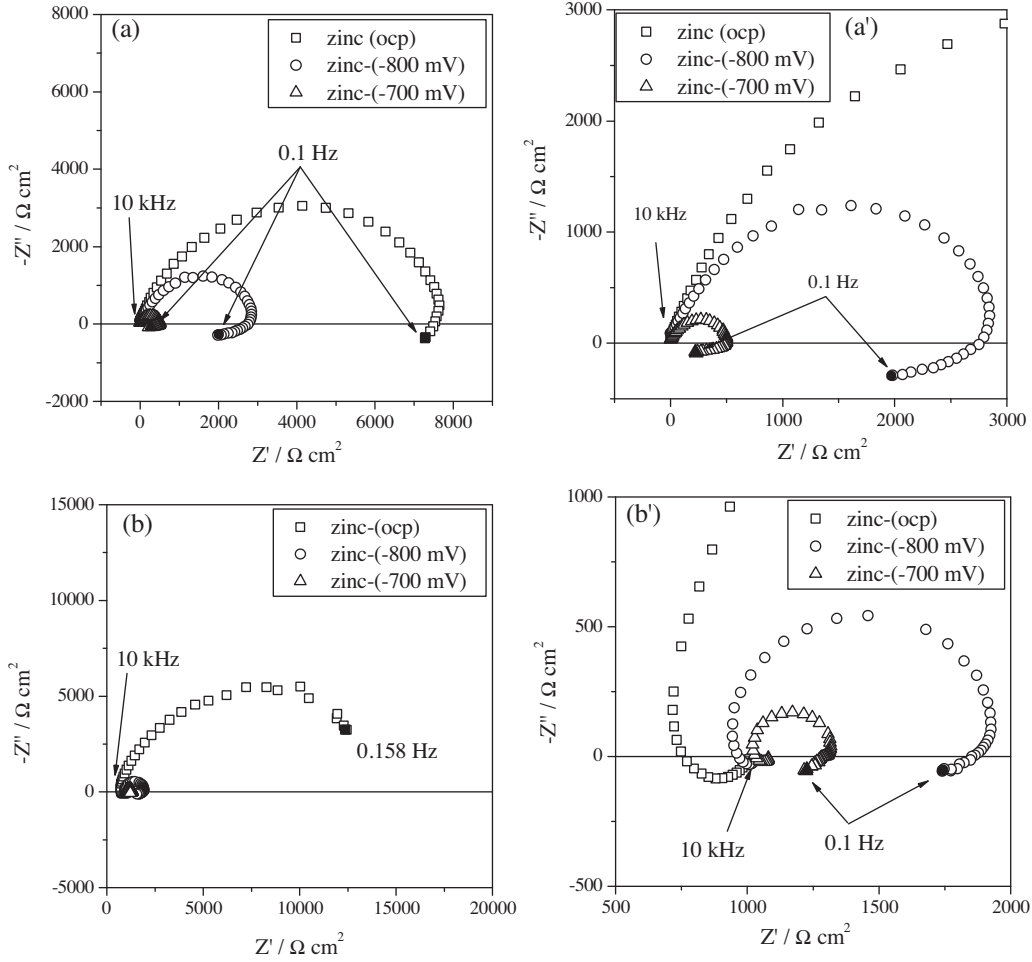 (a)
zinc (ocp)
zinc-(-800 mV)
zinc-(-700 mV)
0.1 Hz
10 kHz
8000
6000
4000
2000
0
-2000
-Z'' / Ω cm²
0
2000
4000
6000
8000
Z' / Ω cm²
(a')
zinc (ocp)
zinc-(-800 mV)
zinc-(-700 mV)
10 kHz
0.1 Hz
3000
2000
1000
0
-Z'' / Ω cm²
0
1000
2000
3000
Z' / Ω cm²
(b)
zinc-(ocp)
zinc-(-800 mV)
zinc-(-700 mV)
10 kHz
0.158 Hz
15000
10000
5000
0
-5000
-Z'' / Ω cm²
0
5000
10000
15000
20000
Z' / Ω cm²
(b')
zinc-(ocp)
zinc-(-800 mV)
zinc-(-700 mV)
10 kHz
0.1 Hz
1000
500
0
-500
-Z'' / Ω cm²
500
1000
1500
2000
Z' / Ω cm²